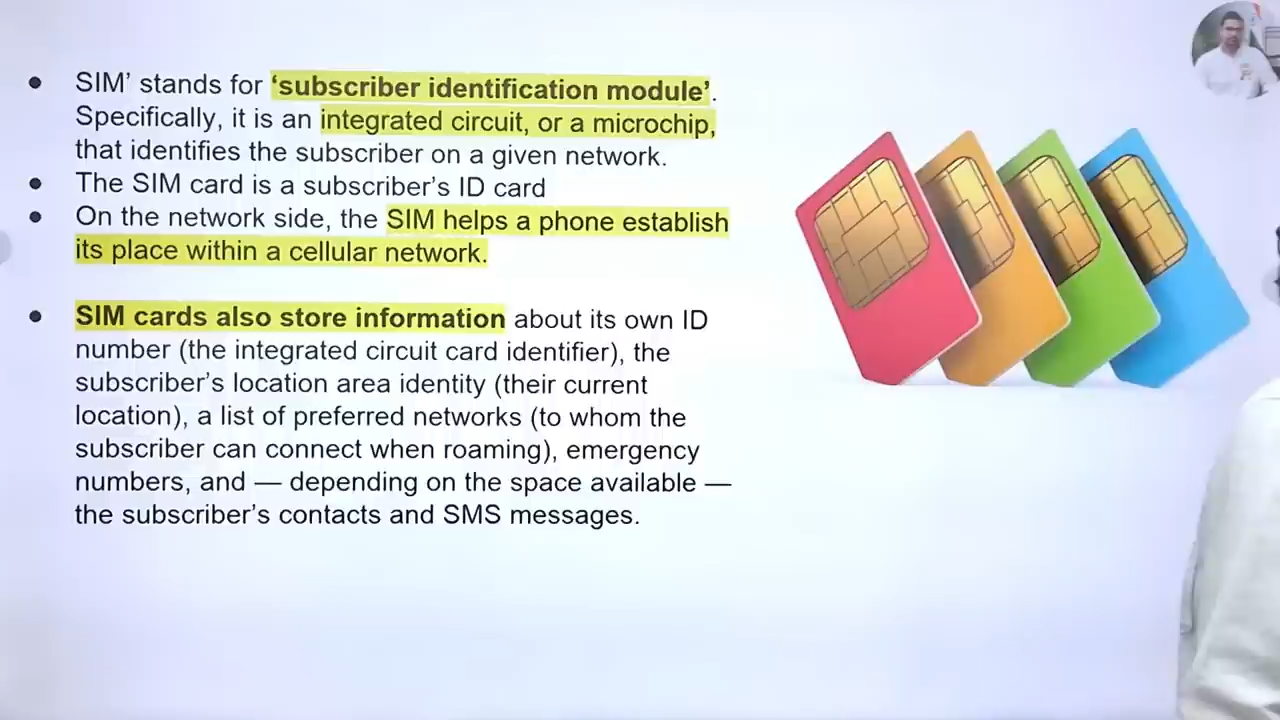 • SIM’ stands for ‘subscriber identification module’.
Specifically, it is an integrated circuit, or a microchip,
that identifies the subscriber on a given network.
• The SIM card is a subscriber’s ID card
• On the network side, the SIM helps a phone establish
its place within a cellular network.
• SIM cards also store information about its own ID
number (the integrated circuit card identifier), the
subscriber’s location area identity (their current
location), a list of preferred networks (to whom the
subscriber can connect when roaming), emergency
numbers, and — depending on the space available —
the subscriber’s contacts and SMS messages.